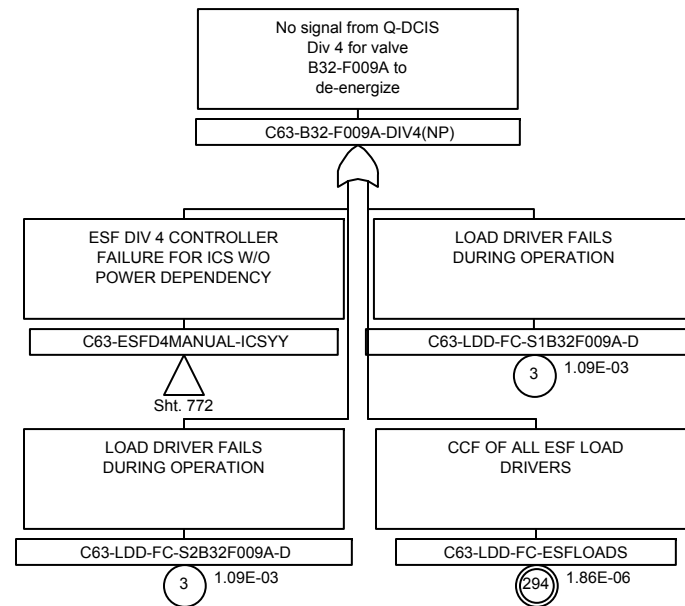 No signal from Q-DCIS
Div 4 for valve
B32-F009A to
de-energize
C63-B32-F009A-DIV4(NP)
ESF DIV 4 CONTROLLER
FAILURE FOR ICS W/O
POWER DEPENDENCY
C63-ESFD4MANUAL-ICSYY
Sht. 772
LOAD DRIVER FAILS
DURING OPERATION
C63-LDD-FC-S1B32F009A-D
3
1.09E-03
LOAD DRIVER FAILS
DURING OPERATION
C63-LDD-FC-S2B32F009A-D
3
1.09E-03
CCF OF ALL ESF LOAD
DRIVERS
C63-LDD-FC-ESFLOADS
294
1.86E-06